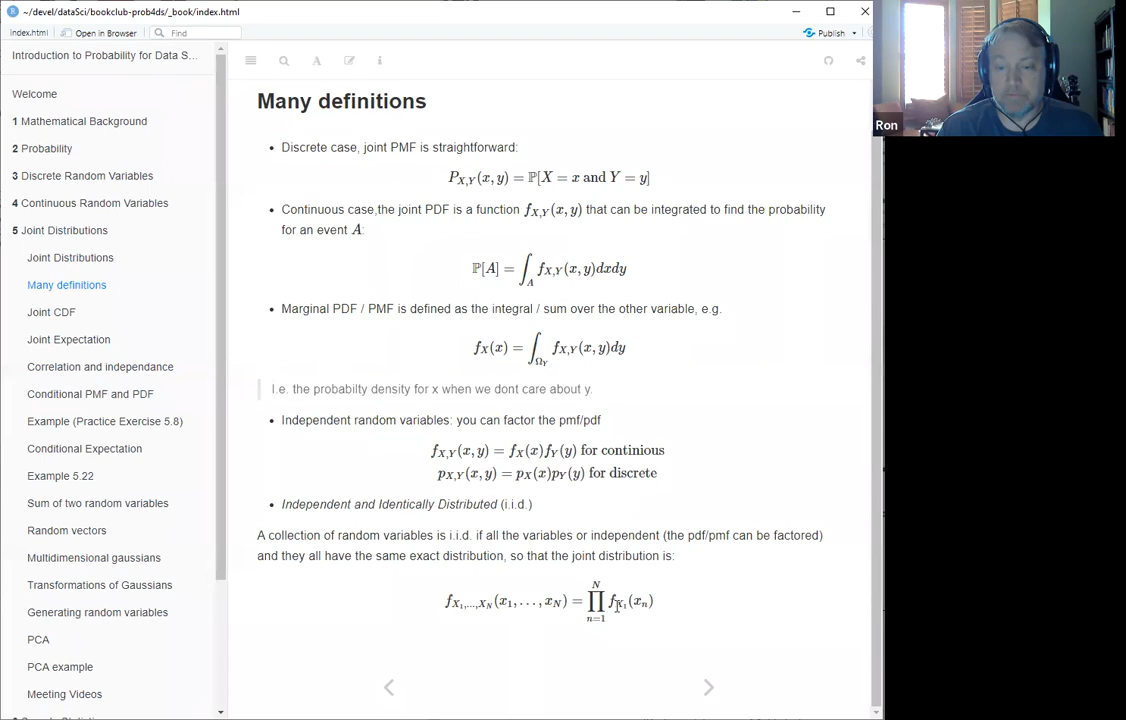 ~/devel/dataSci/bookclub-prob4ds/_book/index.html
index.html Open in Browser Find Publish
Introduction to Probability for Data S...
Welcome
1 Mathematical Background
2 Probability
3 Discrete Random Variables
4 Continuous Random Variables
5 Joint Distributions
Joint Distributions
Many definitions
Joint CDF
Joint Expectation
Correlation and independance
Conditional PMF and PDF
Example (Practice Exercise 5.8)
Conditional Expectation
Example 5.22
Sum of two random variables
Random vectors
Multidimensional gaussians
Transformations of Gaussians
Generating random variables
PCA
PCA example
Meeting Videos
Many definitions
• Discrete case, joint PMF is straightforward:
P_{X,Y}(x, y) = ℙ[X = x and Y = y]
• Continuous case,the joint PDF is a function f_{X,Y}(x, y) that can be integrated to find the probability
for an event A:
ℙ[A] = ∫_A f_{X,Y}(x, y)dxdy
• Marginal PDF / PMF is defined as the integral / sum over the other variable, e.g.
f_X(x) = ∫_{Ω_Y} f_{X,Y}(x, y)dy
I.e. the probabilty density for x when we dont care about y.
• Independent random variables: you can factor the pmf/pdf
f_{X,Y}(x, y) = f_X(x)f_Y(y) for continious
p_{X,Y}(x, y) = p_X(x)p_Y(y) for discrete
• Independent and Identically Distributed (i.i.d.)
A collection of random variables is i.i.d. if all the variables or independent (the pdf/pmf can be factored)
and they all have the same exact distribution, so that the joint distribution is:
f_{X_1,...,X_N}(x_1, . . . , x_N) = ∏_{n=1}^{N} f_{X_1}(x_n)
Ron